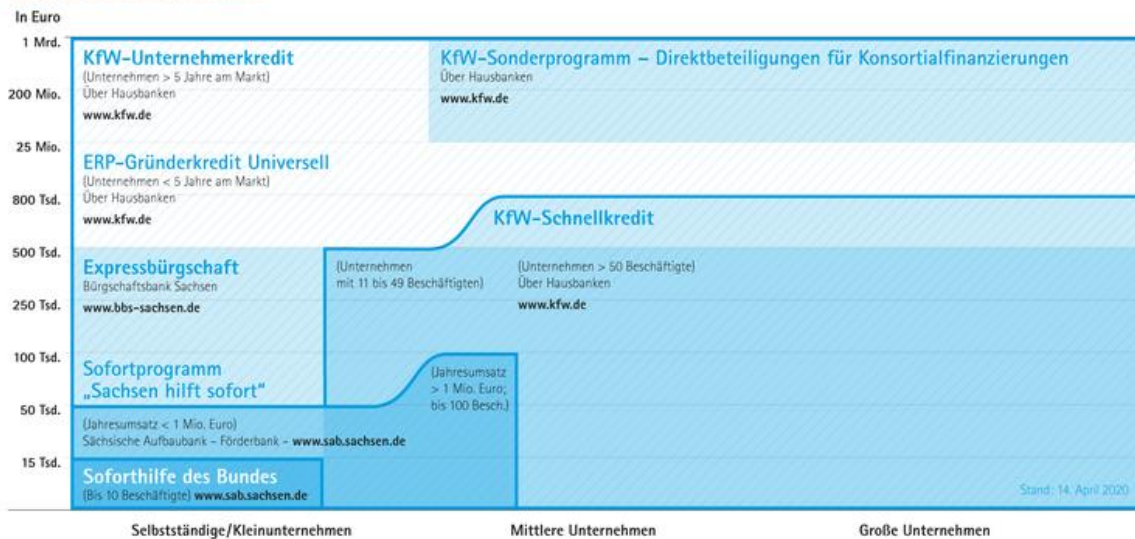 In Euro
1 Mrd.
200 Mio.
25 Mio.
800 Tsd.
500 Tsd.
250 Tsd.
100 Tsd.
50 Tsd.
15 Tsd.
KfW-Unternehmerkredit
(Unternehmen > 5 Jahre am Markt)
Über Hausbanken
www.kfw.de
KfW-Sonderprogramm – Direktbeteiligungen für Konsortialfinanzierungen
Über Hausbanken
www.kfw.de
ERP-Gründerkredit Universell
(Unternehmen < 5 Jahre am Markt)
Über Hausbanken
www.kfw.de
KfW-Schnellkredit
(Unternehmen
mit 11 bis 49 Beschäftigten)
(Unternehmen > 50 Beschäftigte)
Über Hausbanken
www.kfw.de
Expressbürgschaft
Bürgschaftsbank Sachsen
www.bbs-sachsen.de
Sofortprogramm
„Sachsen hilft sofort“
(Jahresumsatz
> 1 Mio. Euro;
bis 100 Besch.)
(Jahresumsatz < 1 Mio. Euro)
Sächsische Aufbaubank – Förderbank – www.sab.sachsen.de
Soforthilfe des Bundes
(Bis 10 Beschäftigte) www.sab.sachsen.de
Stand: 14. April 2020
Selbstständige/Kleinunternehmen
Mittlere Unternehmen
Große Unternehmen